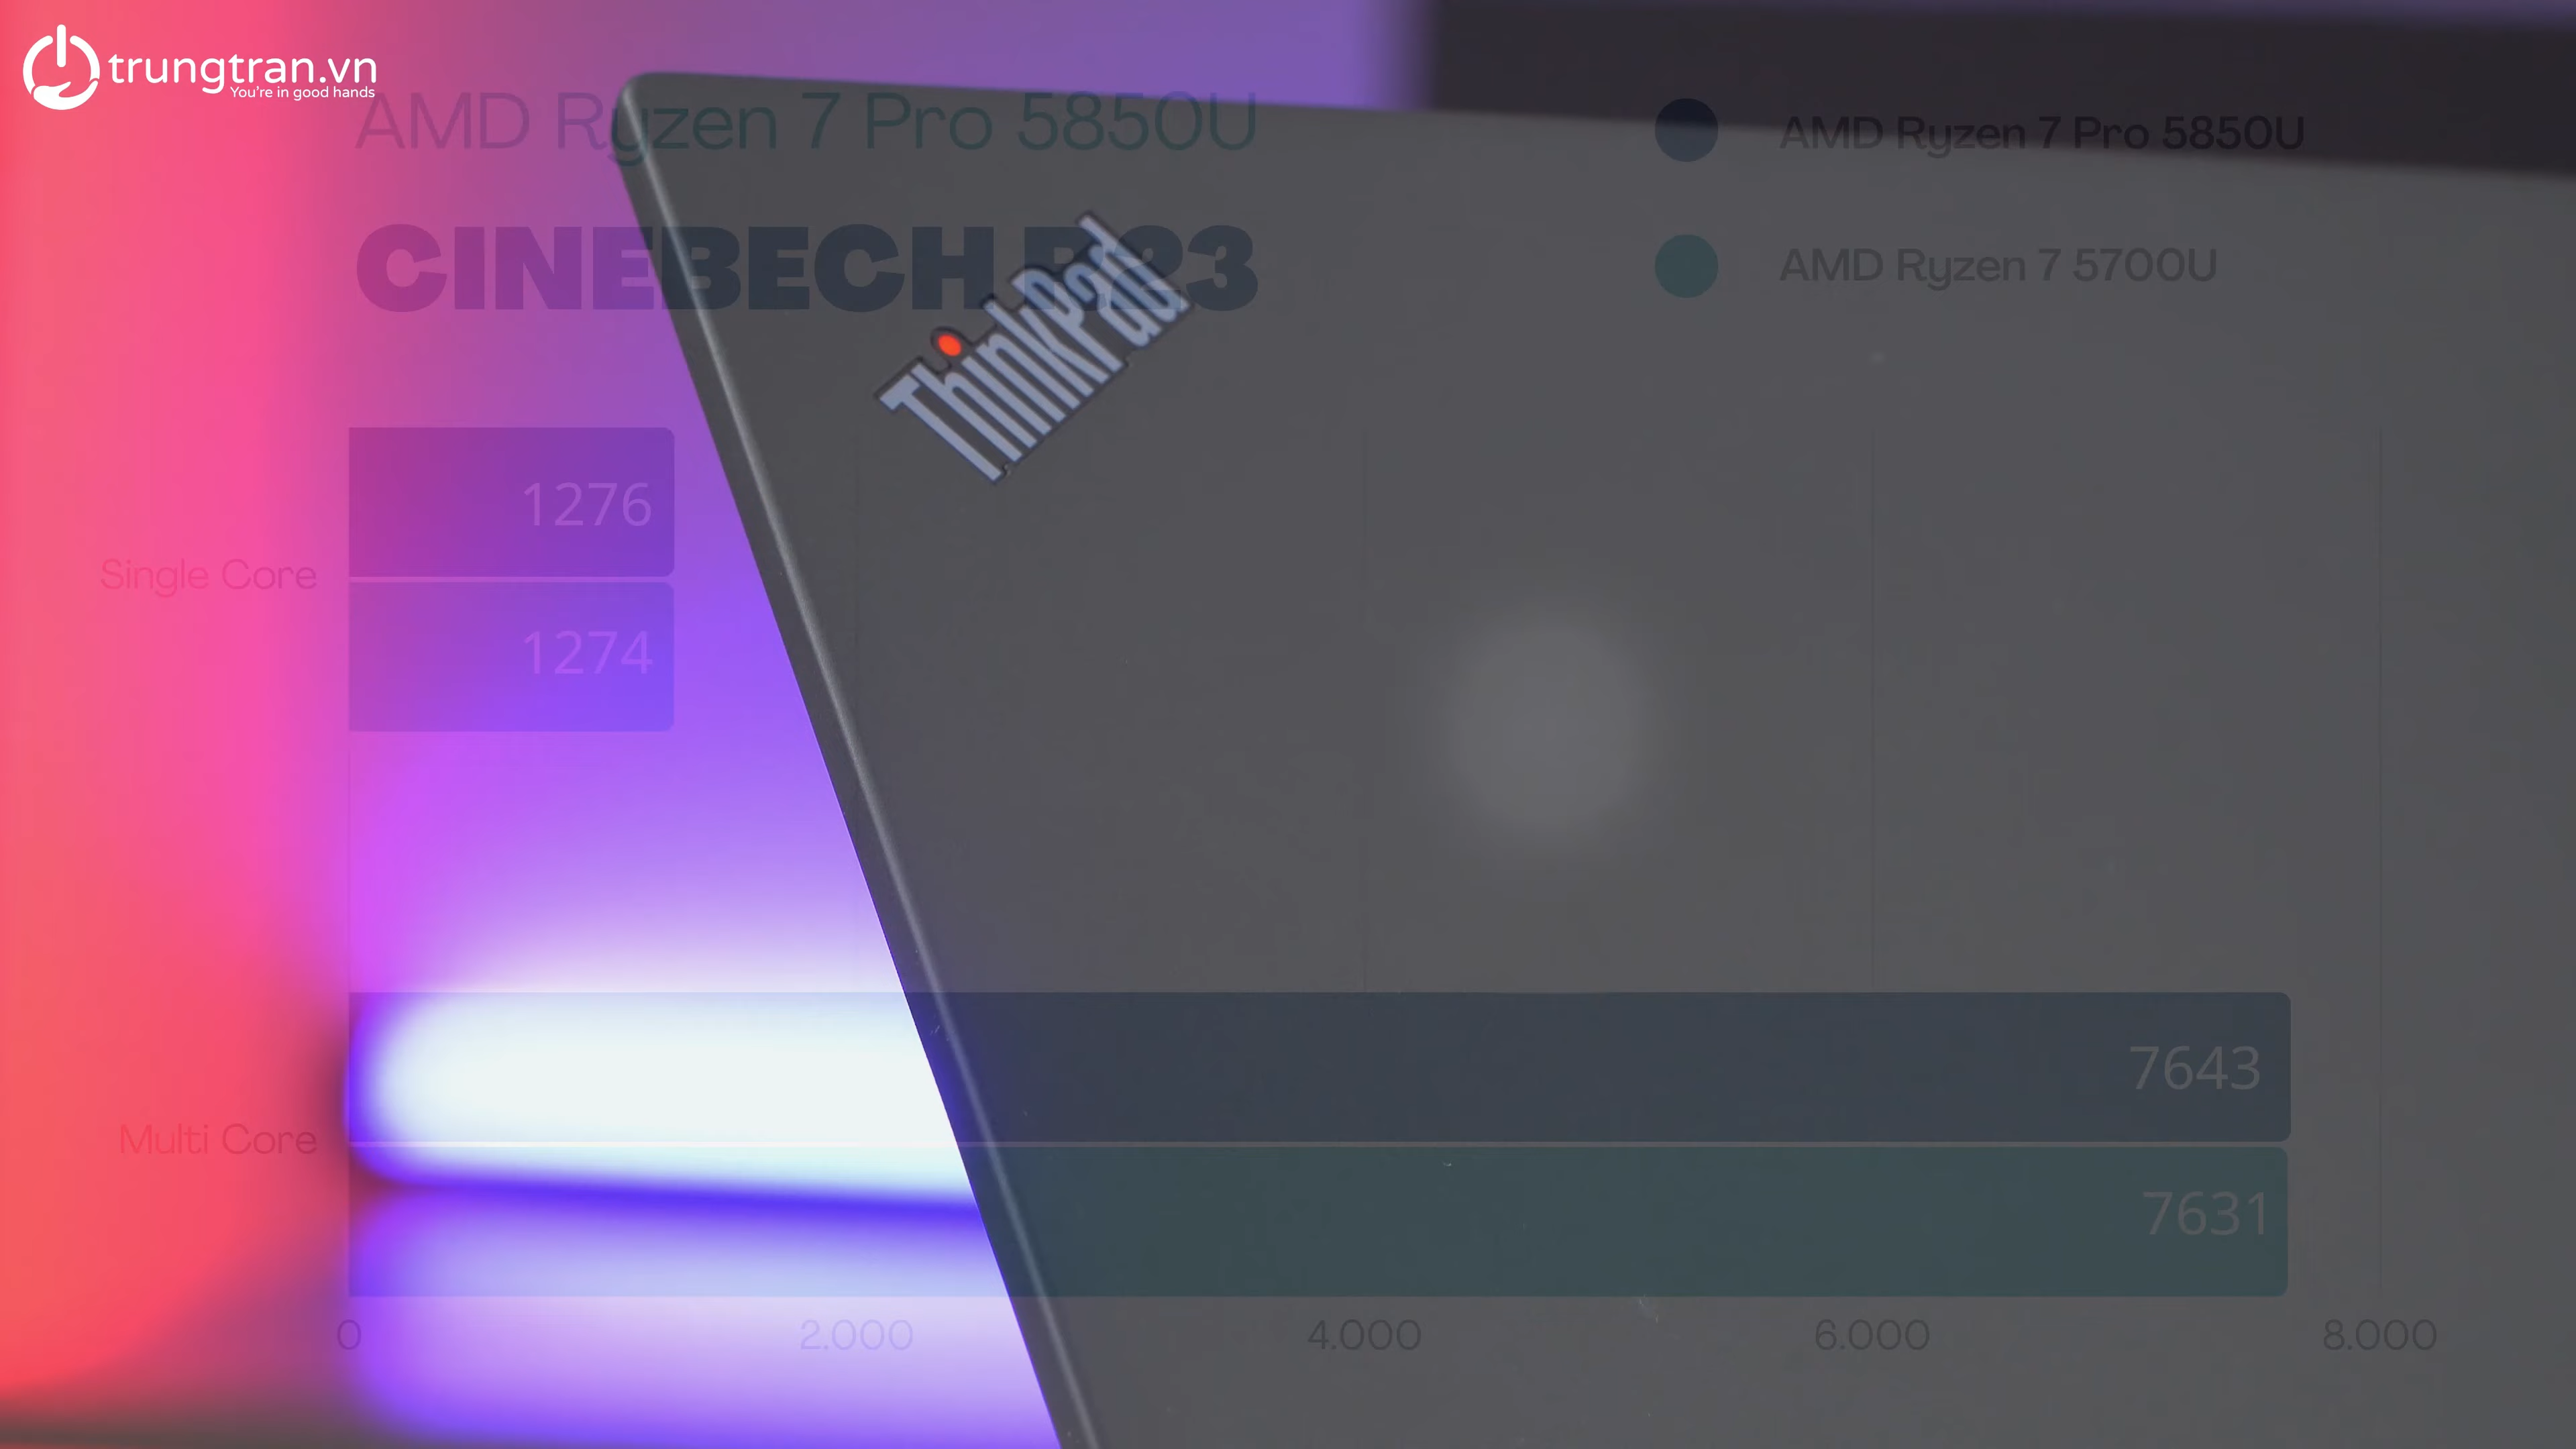 trungtran.vn
You're in good hands
AMD Ryzen 7 Pro 5850U
CINEBECH R23
AMD Ryzen 7 Pro 5850U
AMD Ryzen 7 5700U
ThinkPad
Single Core
1276
1274
Multi Core
7643
7631
0
2.000
4.000
6.000
8.000